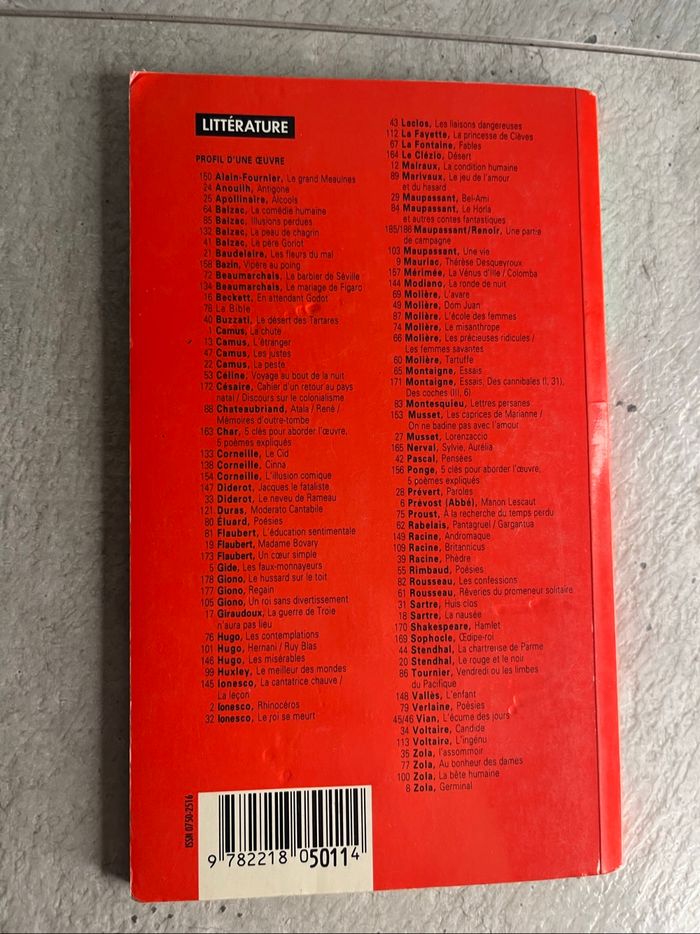 LITTÉRATURE
PROFIL D'UNE ŒUVRE
150 Alain-Fournier, Le grand Meaulnes
24 Anouilh, Antigone
25 Apollinaire, Alcools
64 Balzac, La comédie humaine
85 Balzac, Illusions perdues
132 Balzac, La peau de chagrin
41 Balzac, Le père Goriot
21 Baudelaire, Les fleurs du mal
158 Bazin, Vipère au poing
72 Beaumarchais, Le barbier de Séville
134 Beaumarchais, Le mariage de Figaro
16 Beckett, En attendant Godot
78 La Bible
40 Buzzati, Le désert des Tartares
1 Camus, La chute
13 Camus, L'étranger
47 Camus, Les justes
22 Camus, La peste
53 Céline, Voyage au bout de la nuit
172 Césaire, Cahier d'un retour au pays
natal / Discours sur le colonialisme
88 Chateaubriand, Atala / René /
Mémoires d'outre-tombe
163 Char, 5 clés pour aborder l'œuvre,
5 poèmes expliqués
133 Corneille, Le Cid
138 Corneille, Cinna
154 Corneille, L'illusion comique
147 Diderot, Jacques le fataliste
33 Diderot, Le neveu de Rameau
121 Duras, Moderato Cantabile
80 Éluard, Poésies
81 Flaubert, L'éducation sentimentale
19 Flaubert, Madame Bovary
173 Flaubert, Un cœur simple
5 Gide, Les faux-monnayeurs
178 Giono, Le hussard sur le toit
177 Giono, Regain
105 Giono, Un roi sans divertissement
17 Giraudoux, La guerre de Troie
n'aura pas lieu
76 Hugo, Les contemplations
101 Hugo, Hernani / Ruy Blas
146 Hugo, Les misérables
99 Huxley, Le meilleur des mondes
145 Ionesco, La cantatrice chauve /
La leçon
2 Ionesco, Rhinocéros
32 Ionesco, Le roi se meurt
43 Laclos, Les liaisons dangereuses
112 La Fayette, La princesse de Clèves
67 La Fontaine, Fables
164 Le Clézio, Désert
12 Malraux, La condition humaine
89 Marivaux, Le jeu de l'amour
et du hasard
29 Maupassant, Bel-Ami
84 Maupassant, Le Horla
et autres contes fantastiques
185/186 Maupassant/Renoir, Une partie
de campagne
103 Maupassant, Une vie
9 Mauriac, Thérèse Desqueyroux
157 Mérimée, La Vénus d'Ille / Colomba
144 Modiano, La ronde de nuit
69 Molière, L'avare
49 Molière, Dom Juan
97 Molière, L'école des femmes
74 Molière, Le misanthrope
66 Molière, Les précieuses ridicules /
Les femmes savantes
60 Molière, Tartuffe
65 Montaigne, Essais
171 Montaigne, Essais, Des cannibales (I, 31),
Des coches (III, 6)
83 Montesquieu, Lettres persanes
153 Musset, Les caprices de Marianne /
On ne badine pas avec l'amour
27 Musset, Lorenzaccio
165 Nerval, Sylvie, Aurélia
42 Pascal, Pensées
156 Ponge, 5 clés pour aborder l'œuvre,
5 poèmes expliqués
28 Prévert, Paroles
6 Prévost (Abbé), Manon Lescaut
75 Proust, À la recherche du temps perdu
62 Rabelais, Pantagruel / Gargantua
149 Racine, Andromaque
109 Racine, Britannicus
39 Racine, Phèdre
55 Rimbaud, Poésies
82 Rousseau, Les confessions
61 Rousseau, Rêveries du promeneur solitaire
31 Sartre, Huis clos
18 Sartre, La nausée
170 Shakespeare, Hamlet
169 Sophocle, Œdipe-roi
44 Stendhal, La chartreuse de Parme
20 Stendhal, Le rouge et le noir
86 Tournier, Vendredi ou les limbes
du Pacifique
148 Vallès, L'enfant
79 Verlaine, Poésies
45/46 Vian, L'écume des jours
34 Voltaire, Candide
113 Voltaire, L'ingénu
35 Zola, l'assommoir
77 Zola, Au bonheur des dames
100 Zola, La bête humaine
8 Zola, Germinal
ISSN 0750-2516
9 782218 050114